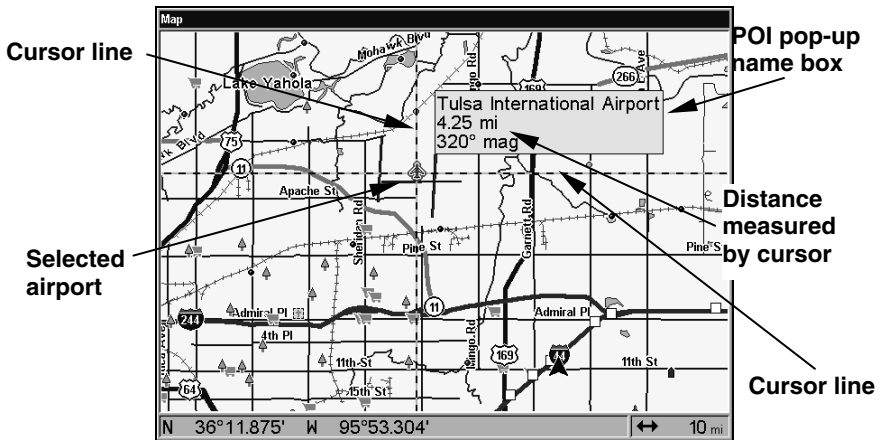 Map
Cursor line
POI pop-up
name box
Mohawk Blvd
Lake Yahola
266
169
Tulsa International Airport
4.25 mi
320° mag
75
11
Apache St
Sheridan Rd
Garnett Rd
Distance
measured
by cursor
Selected
airport
Pine St
Pine S
11
244
Admiral Pl
Admiral Pl
4th Pl
Mingo Rd
169
44
11th St
11th St
64
15th St
Cursor line
N 36°11.875' W 95°53.304'
↔ 10 mi